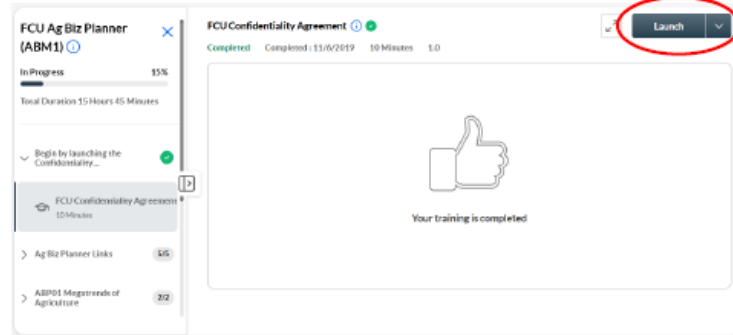 FCU Ag Biz Planner
(ABM1)
In Progress 15%
Total Duration 15 Hours 45 Minutes
Begin by launching the
Confidentiality...
FCU Confidentiality Agreement
10 Minutes
Ag Biz Planner Links 5/5
ABP01 Megatrends of
Agriculture 2/2
FCU Confidentiality Agreement
Completed Completed : 11/6/2019 10 Minutes 1.0
Launch
Your training is completed